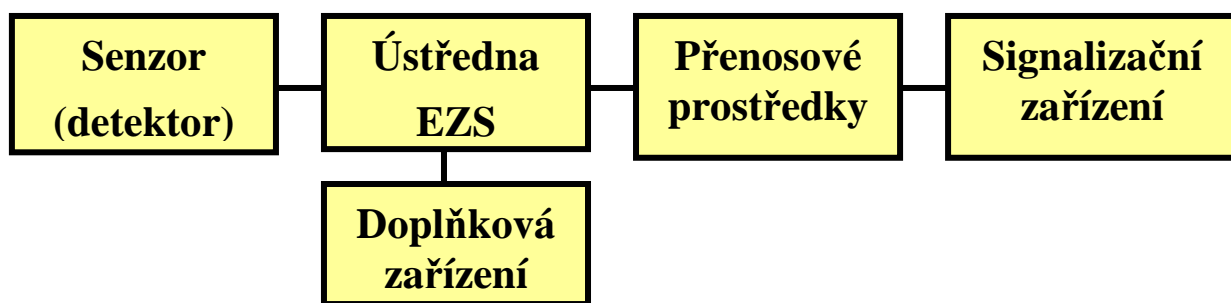 Senzor
(detektor)
Ústředna
EZS
Přenosové
prostředky
Signalizační
zařízení
Doplňková
zařízení